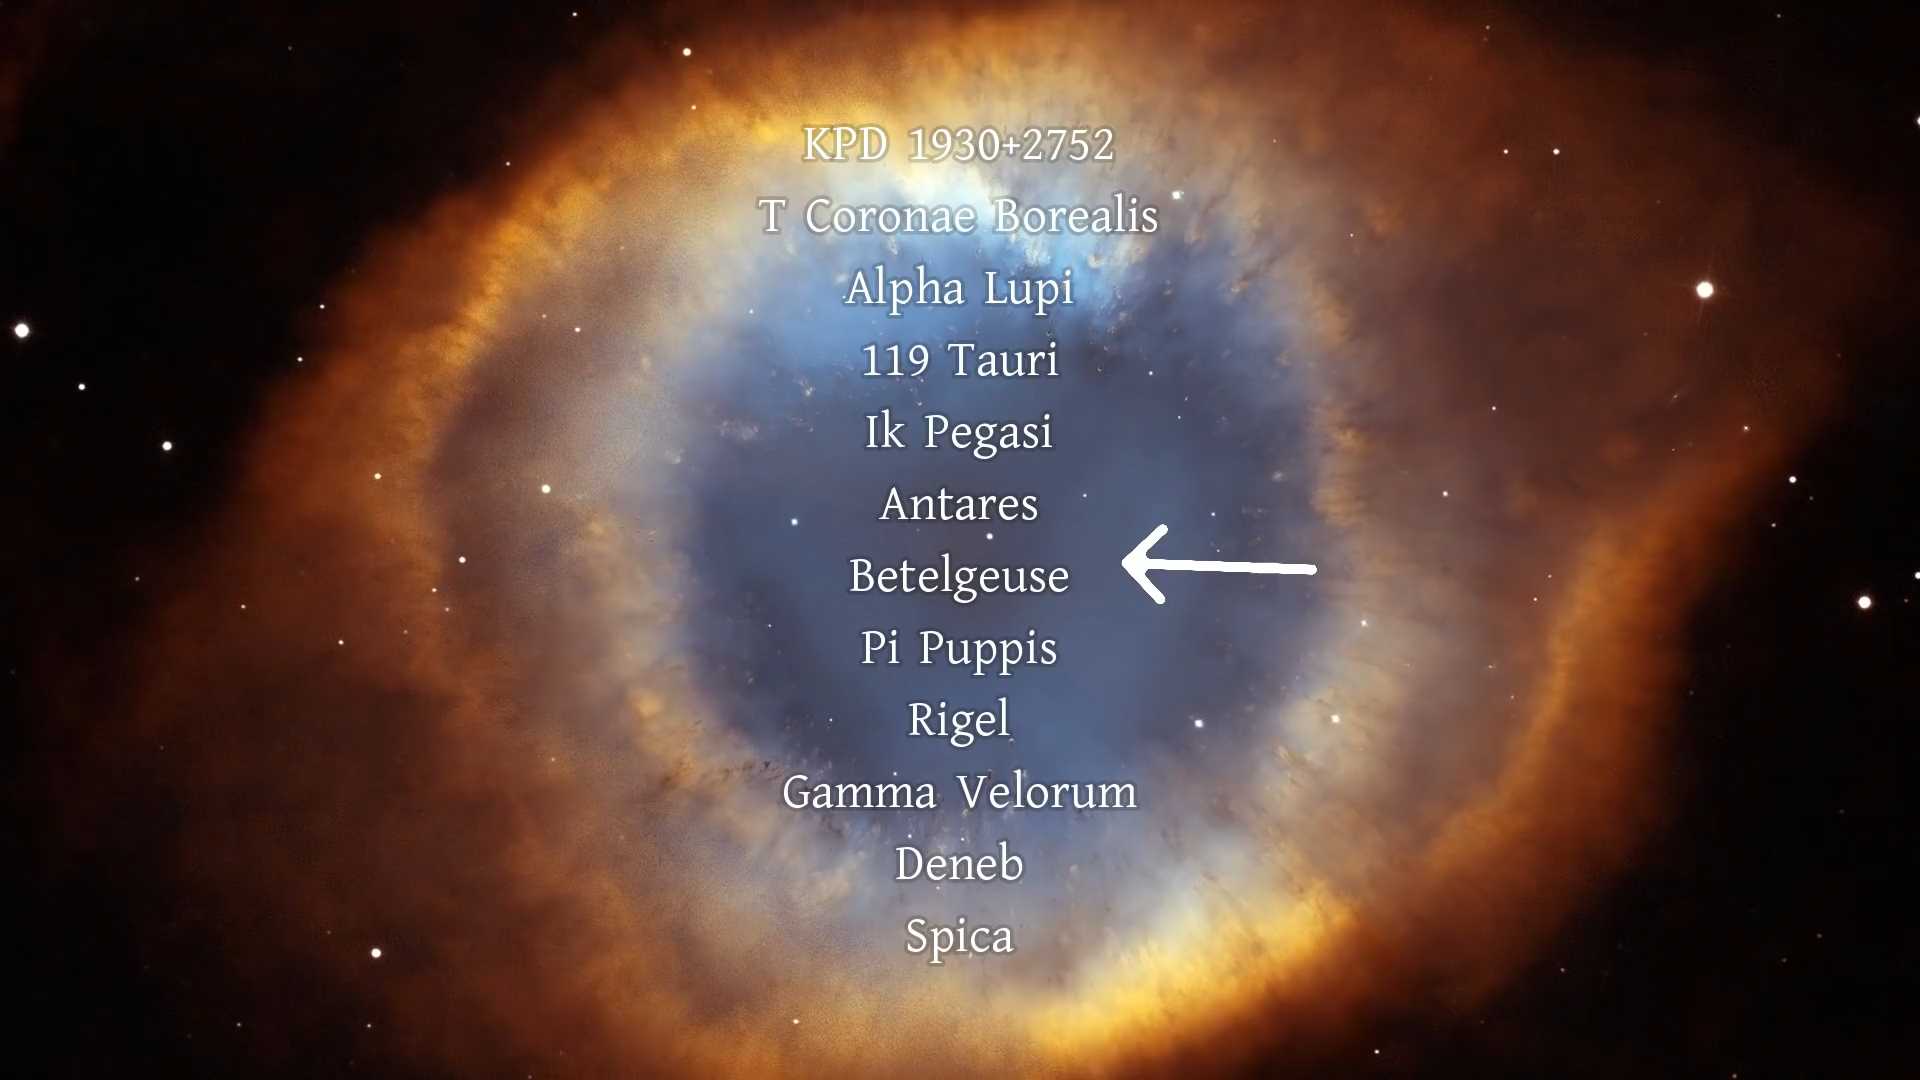 KPD 1930+2752
T Coronae Borealis
Alpha Lupi
119 Tauri
Ik Pegasi
Antares
Betelgeuse
Pi Puppis
Rigel
Gamma Velorum
Deneb
Spica